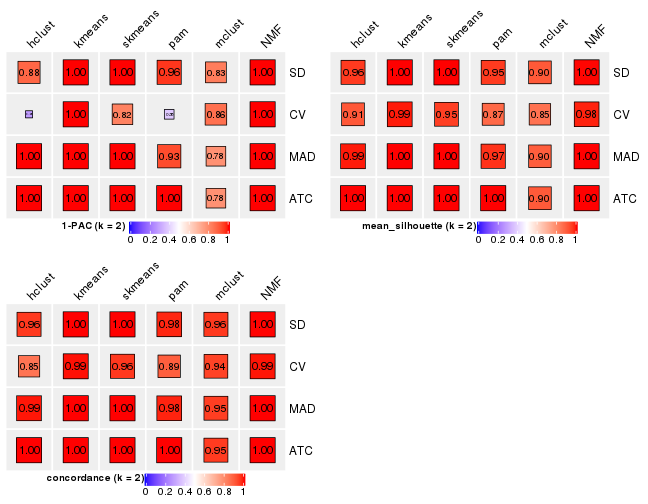 hclust kmeans skmeans pam mclust NMF
0.88 1.00 1.00 0.96 0.83 1.00 SD
1.00 0.82 0.86 1.00 CV
1.00 1.00 1.00 0.93 0.78 1.00 MAD
1.00 1.00 1.00 1.00 0.78 1.00 ATC
1-PAC (k = 2)
0 0.2 0.4 0.6 0.8 1
hclust kmeans skmeans pam mclust NMF
0.96 1.00 1.00 0.95 0.90 1.00 SD
0.91 0.99 0.95 0.87 0.85 0.98 CV
0.99 1.00 1.00 0.97 0.90 1.00 MAD
1.00 1.00 1.00 1.00 0.90 1.00 ATC
mean_silhouette (k = 2)
0 0.2 0.4 0.6 0.8 1
hclust kmeans skmeans pam mclust NMF
0.96 1.00 1.00 0.98 0.96 1.00 SD
0.85 0.99 0.96 0.89 0.94 0.99 CV
0.99 1.00 1.00 0.98 0.95 1.00 MAD
1.00 1.00 1.00 1.00 0.95 1.00 ATC
concordance (k = 2)
0 0.2 0.4 0.6 0.8 1